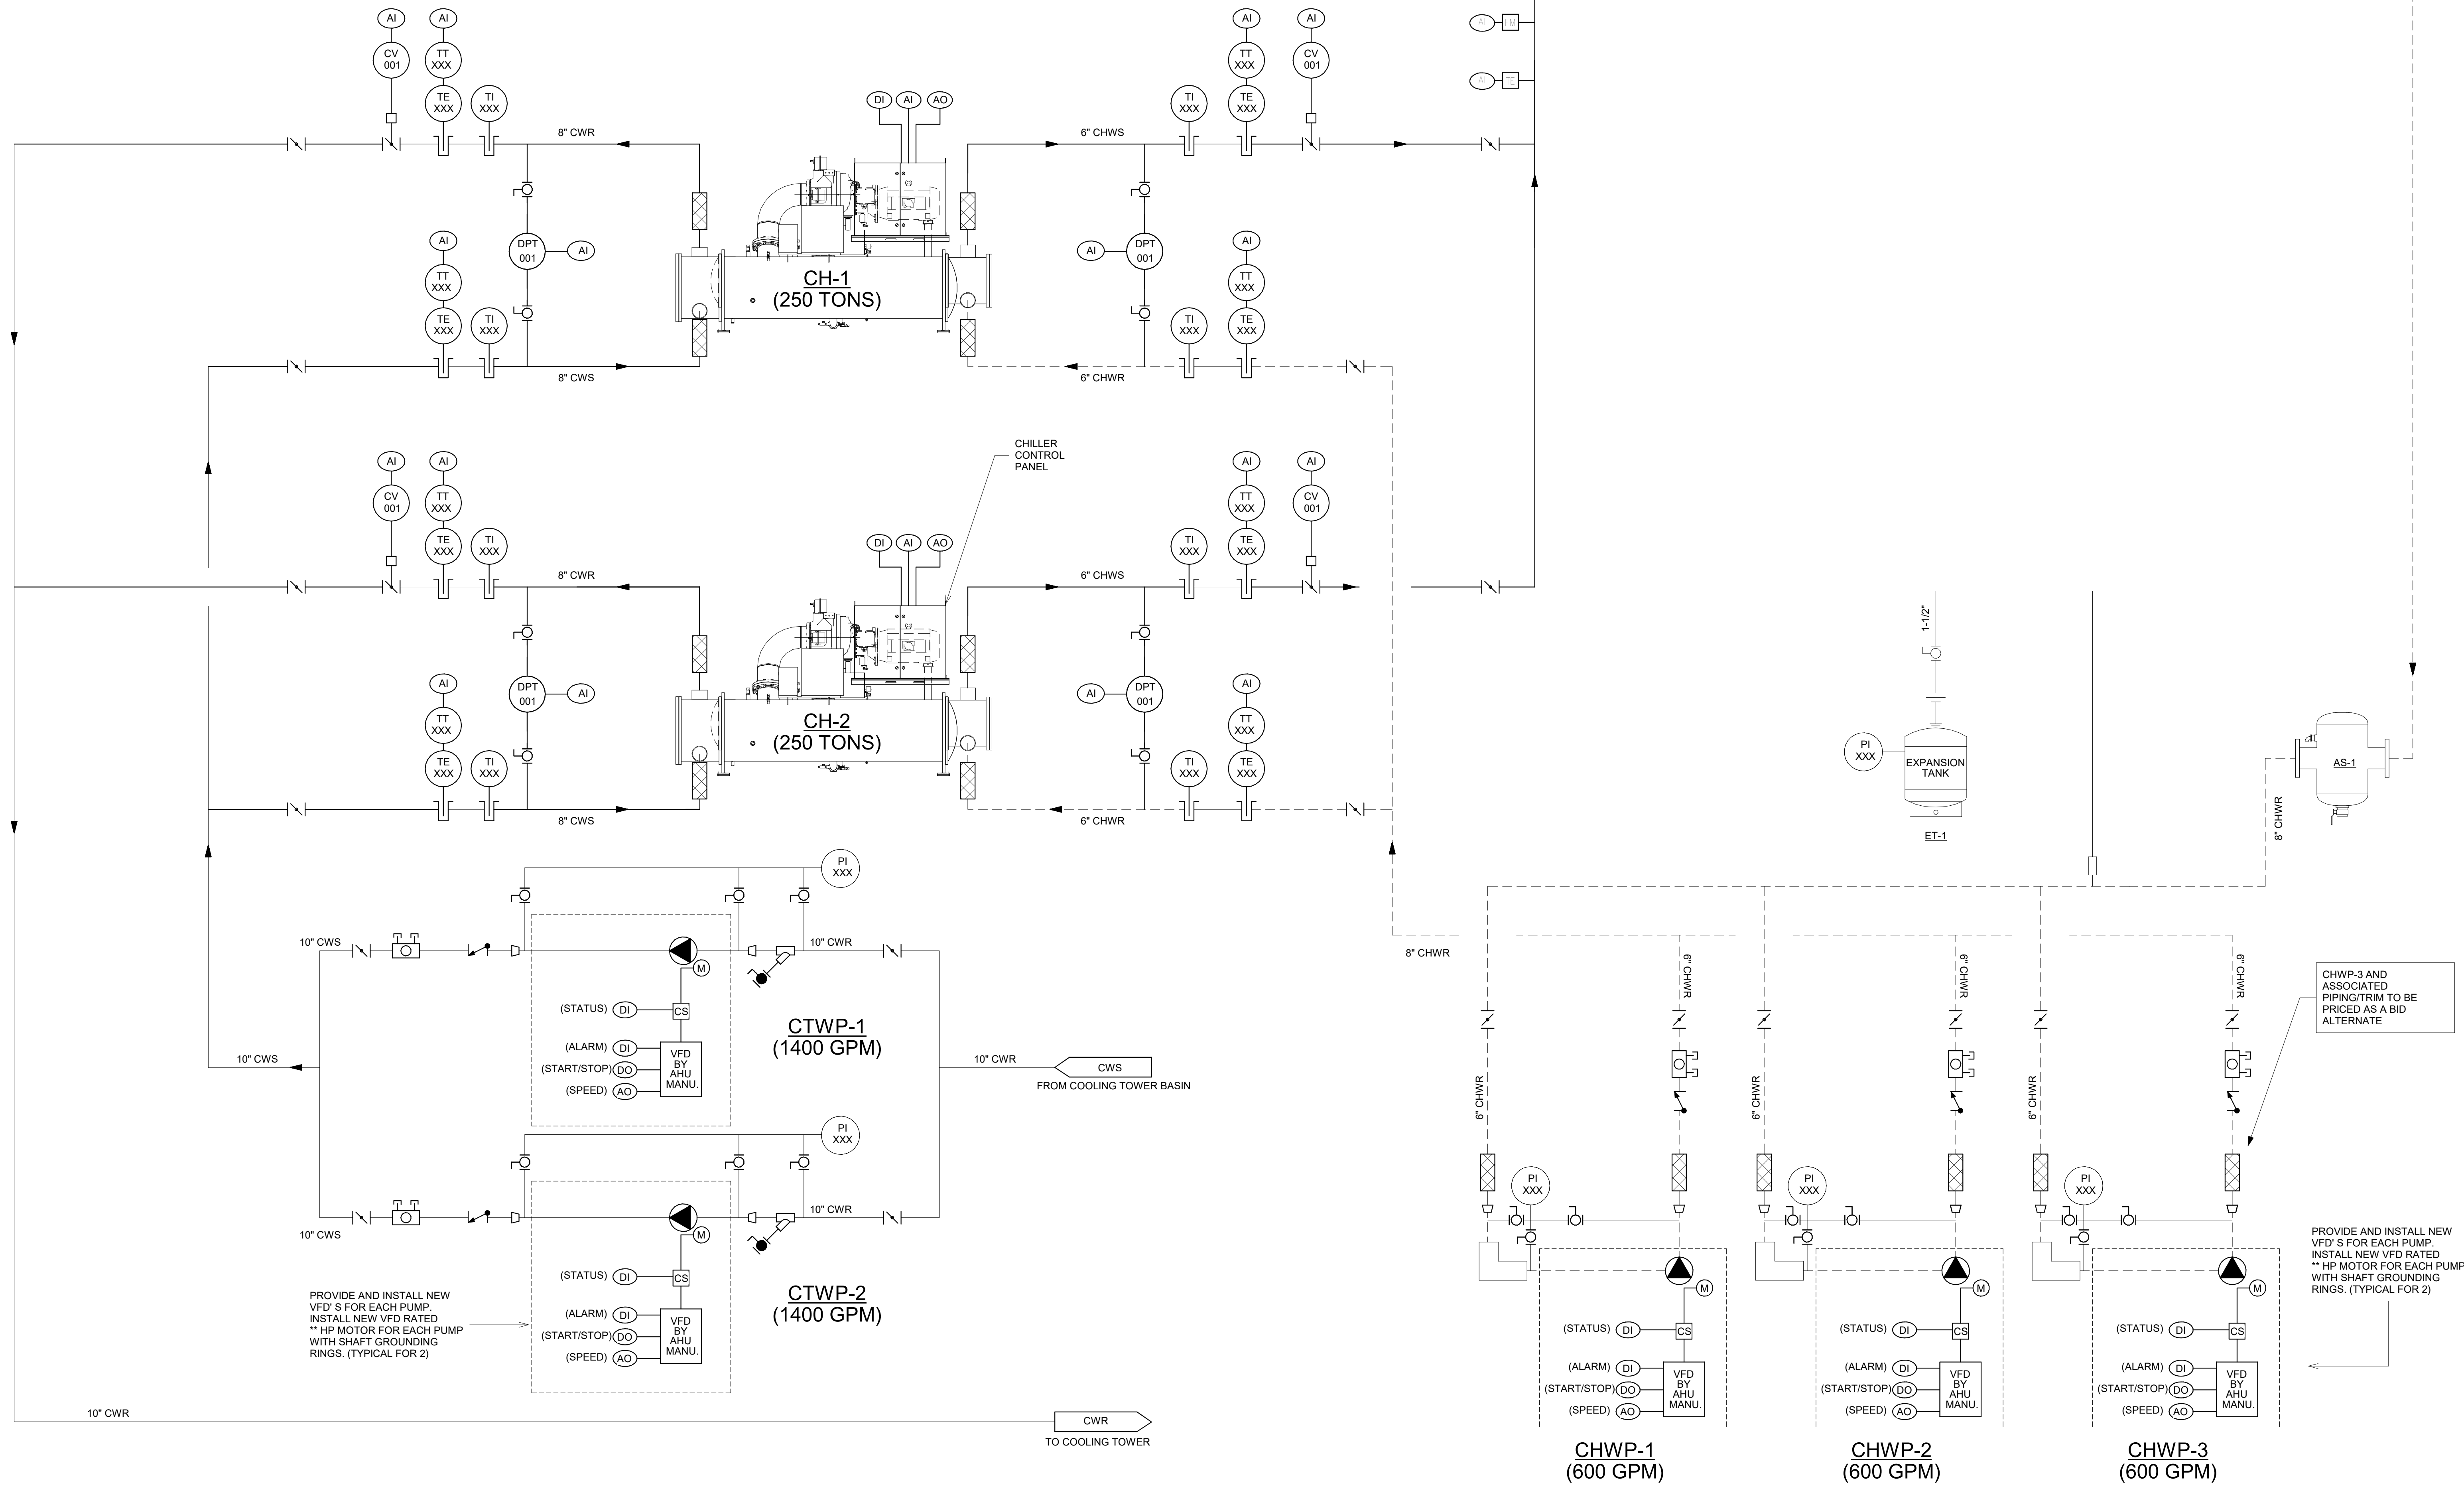 AI AI AI AI AI FM
CV 001 TT XXX TT XXX CV 001
AI TE
TE XXX TI XXX DI AI AO TI XXX TE XXX
8" CWR 6" CHWS
AI AI
DPT 001 AI AI DPT 001
TT XXX TT XXX
CH-1
(250 TONS)
TE XXX TI XXX TI XXX TE XXX
8" CWS 6" CHWR
CHILLER
CONTROL
PANEL
AI AI AI AI
CV 001 TT XXX TT XXX CV 001
TE XXX TI XXX DI AI AO TI XXX TE XXX
8" CWR 6" CHWS
1-1/2"
AI AI
DPT 001 AI AI DPT 001
TT XXX TT XXX
CH-2
(250 TONS)
TE XXX TI XXX TI XXX TE XXX
8" CWS 6" CHWR
PI XXX
EXPANSION
TANK
ET-1
AS-1
8" CHWR
PI XXX
10" CWS 10" CWR
8" CHWR
M
(STATUS) DI CS
(ALARM) DI
(START/STOP) DO
(SPEED) AO
VFD
BY
AHU
MANU.
CTWP-1
(1400 GPM)
10" CWS 10" CWR
CWS
FROM COOLING TOWER BASIN
PI XXX
10" CWR
10" CWS
M
(STATUS) DI CS
(ALARM) DI
(START/STOP) DO
(SPEED) AO
VFD
BY
AHU
MANU.
CTWP-2
(1400 GPM)
PROVIDE AND INSTALL NEW
VFD' S FOR EACH PUMP.
INSTALL NEW VFD RATED
** HP MOTOR FOR EACH PUMP
WITH SHAFT GROUNDING
RINGS. (TYPICAL FOR 2)
10" CWR
CWR
TO COOLING TOWER
6" CHWR 6" CHWR 6" CHWR
CHWP-3 AND
ASSOCIATED
PIPING/TRIM TO BE
PRICED AS A BID
ALTERNATE
6" CHWR 6" CHWR 6" CHWR
PI XXX PI XXX PI XXX
PROVIDE AND INSTALL NEW
VFD' S FOR EACH PUMP.
INSTALL NEW VFD RATED
** HP MOTOR FOR EACH PUMP
WITH SHAFT GROUNDING
RINGS. (TYPICAL FOR 2)
M M M
(STATUS) DI CS (STATUS) DI CS (STATUS) DI CS
(ALARM) DI (ALARM) DI (ALARM) DI
(START/STOP) DO (START/STOP) DO (START/STOP) DO
(SPEED) AO (SPEED) AO (SPEED) AO
VFD VFD VFD
BY BY BY
AHU AHU AHU
MANU. MANU. MANU.
CHWP-1 CHWP-2 CHWP-3
(600 GPM) (600 GPM) (600 GPM)